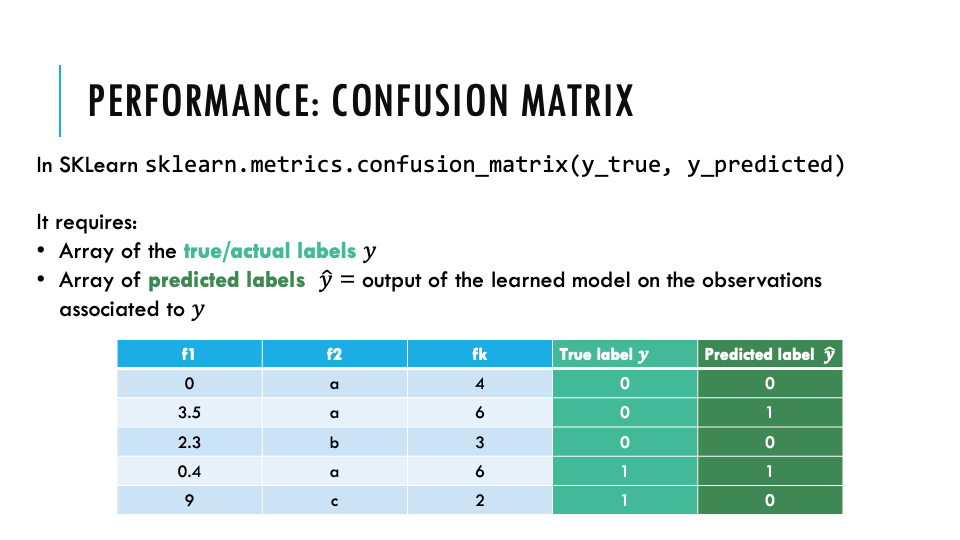 PERFORMANCE: CONFUSION MATRIX
In SKLearn sklearn.metrics.confusion_matrix(y_true, y_predicted)
It requires:
• Array of the true/actual labels y
• Array of predicted labels ŷ = output of the learned model on the observations
associated to y
f1 f2 fk True label y Predicted label ŷ
0 a 4 0 0
3.5 a 6 0 1
2.3 b 3 0 0
0.4 a 6 1 1
9 c 2 1 0